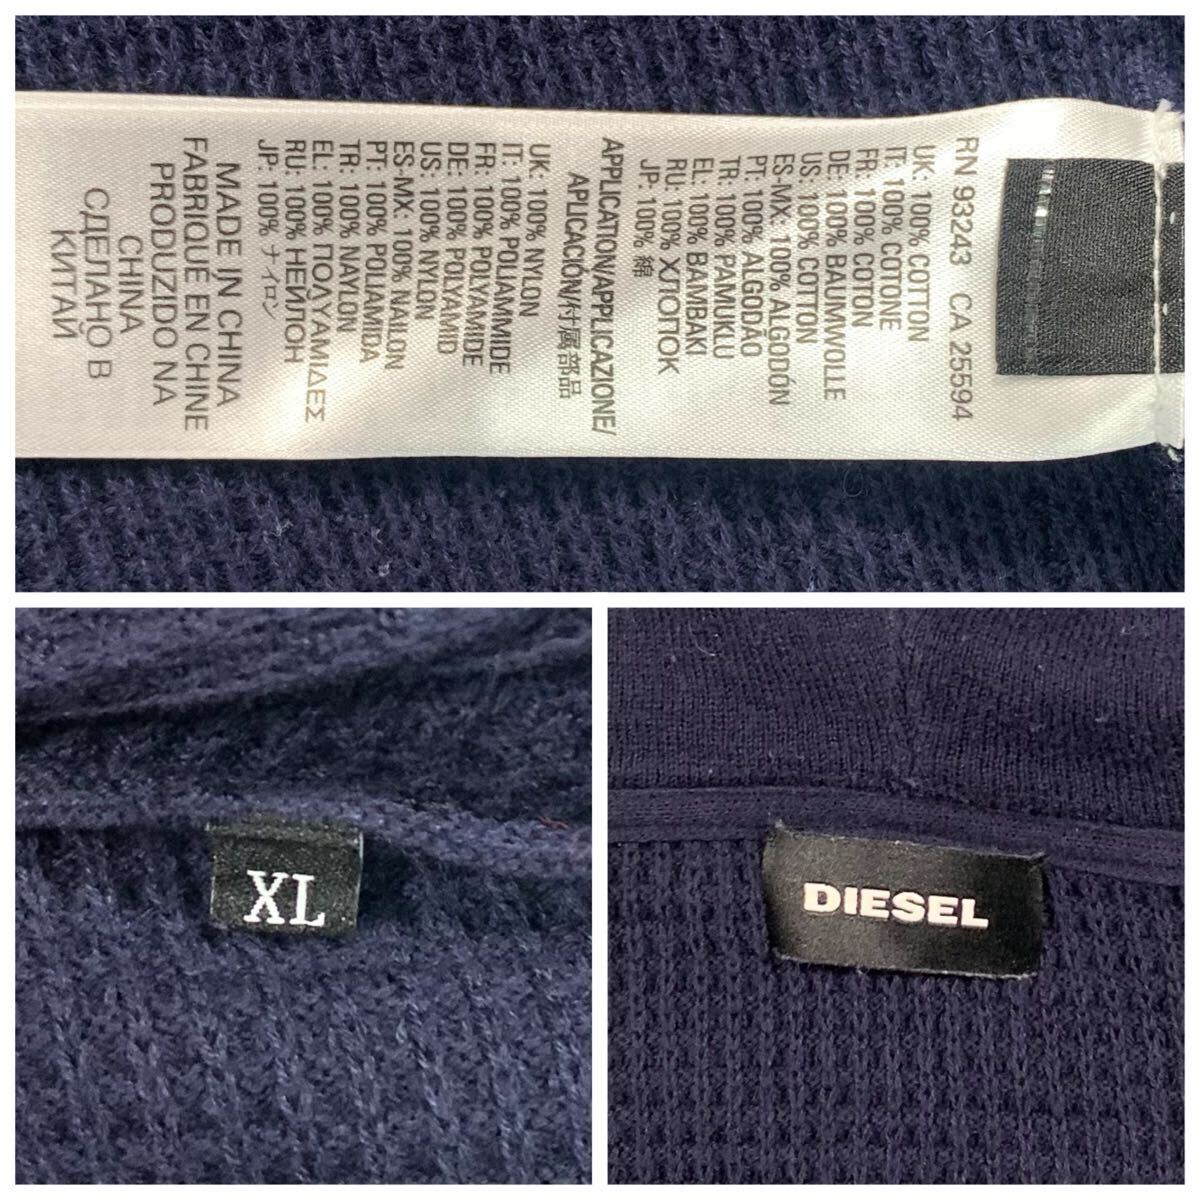 RN 93243 CA 25594
UK: 100% COTTON
IT: 100% COTONE
FR: 100% COTON
DE: 100% BAUMWOLLE
US: 100% COTTON
ES-MX: 100% ALGODÓN
PT: 100% ALGODÃO
TR: 100% PAMUKLU
EL: 100% BAMBAKI
RU: 100% ХЛОПОК
JP: 100% 綿
APPLICATION/APPLICAZIONE/
APLICACIÓN/付属部品
UK: 100% NYLON
IT: 100% POLIAMMIDE
FR: 100% POLYAMIDE
DE: 100% POLYAMID
US: 100% NYLON
ES-MX: 100% NAILON
PT: 100% POLIAMIDA
TR: 100% NAYLON
EL: 100% ΠΟΛΥΑΜΙΔΕΣ
RU: 100% НЕЙЛОН
JP: 100% ナイロン
MADE IN CHINA
FABRIQUÉ EN CHINE
PRODUZIDO NA
CHINA
СДЕЛАНО В
КИТАЙ
XL
DIESEL